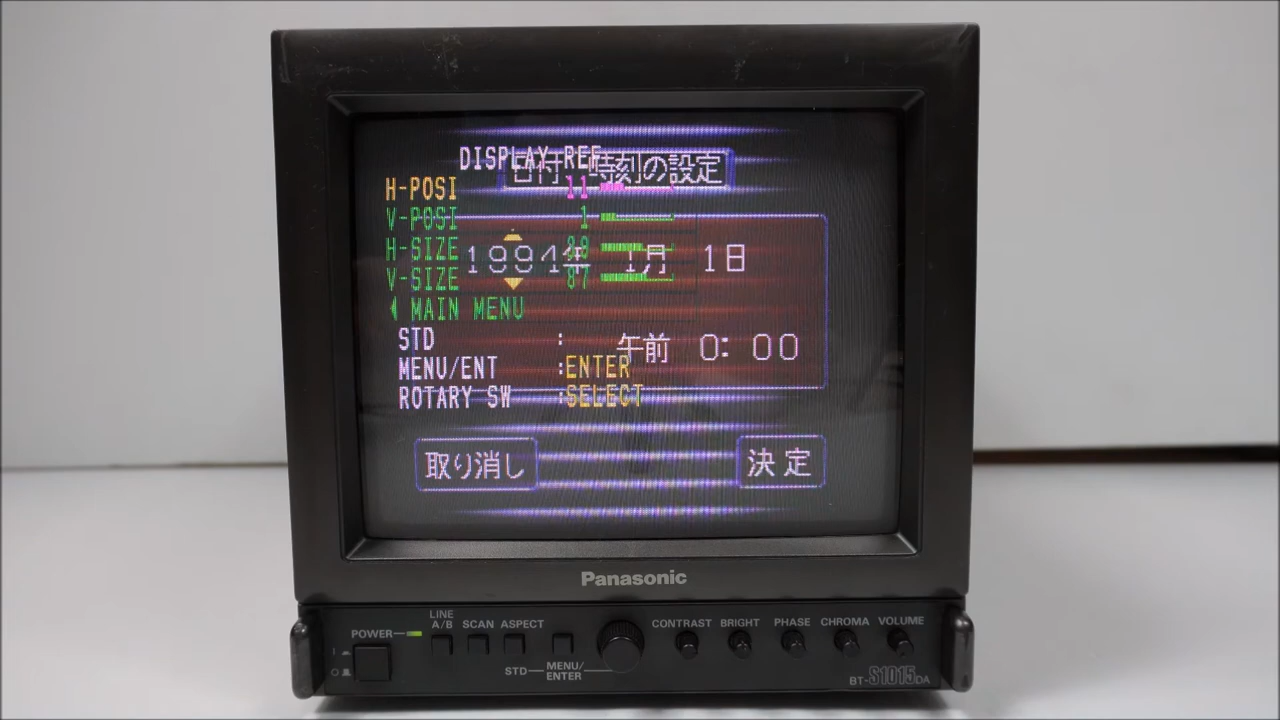 DISPLAY REF
日付・時刻の設定
H-POSI 11
V-POSI 1
H-SIZE 88
1994年 1月 1日
V-SIZE 87
MAIN MENU
STD :
午前 0:00
MENU/ENT :ENTER
ROTARY SW :SELECT
取り消し 決定
Panasonic
LINE
A/B SCAN ASPECT CONTRAST BRIGHT PHASE CHROMA VOLUME
POWER
STD MENU/
ENTER
BT-S1015DA